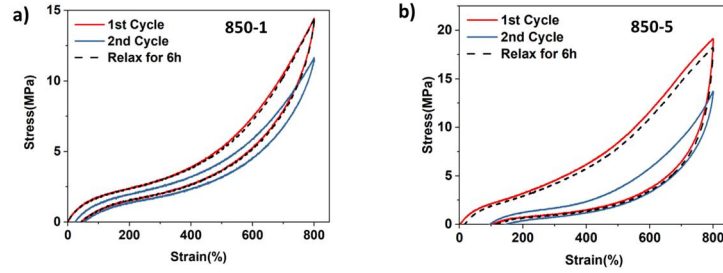 a)
850-1
1st Cycle
2nd Cycle
Relax for 6h
Stress(MPa)
15
10
5
0
0 200 400 600 800
Strain(%)
b)
850-5
1st Cycle
2nd Cycle
Relax for 6h
Stress(MPa)
20
15
10
5
0
0 200 400 600 800
Strain(%)